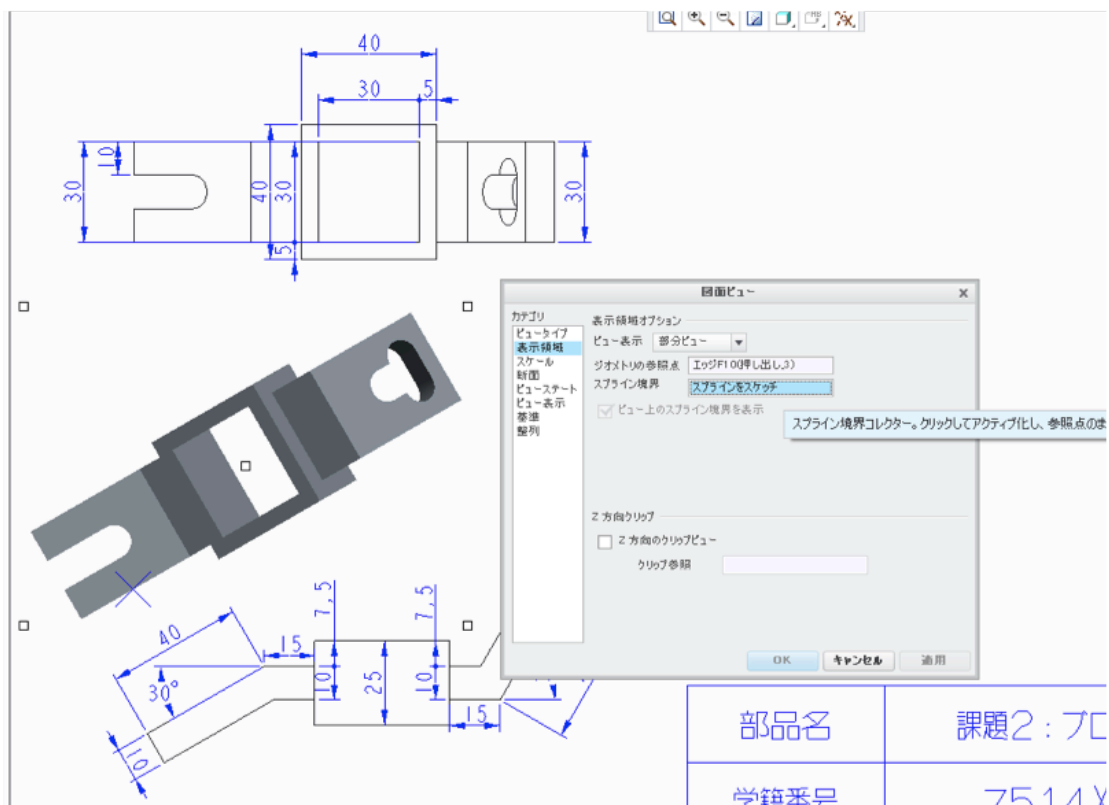 40
30 5
10
30
40
30
30
5
図面ビュー
カテゴリ
ビュータイプ
表示領域
スケール
断面
ビューステート
ビュー表示
基準
整列
表示領域オプション
ビュー表示 部分ビュー
ジオメトリの参照点 エッジF10(押し出し_3)
スプライン境界 スプラインをスケッチ
ビュー上のスプライン境界を表示
スプライン境界コレクター。クリックしてアクティブ化し、参照点のま
Z 方向クリップ
Z 方向のクリップビュー
クリップ参照
OK キャンセル 適用
40
15
7,5
7,5
30°
10
25
10
15
10
部品名 課題2：ブロ
学籍番号 7514